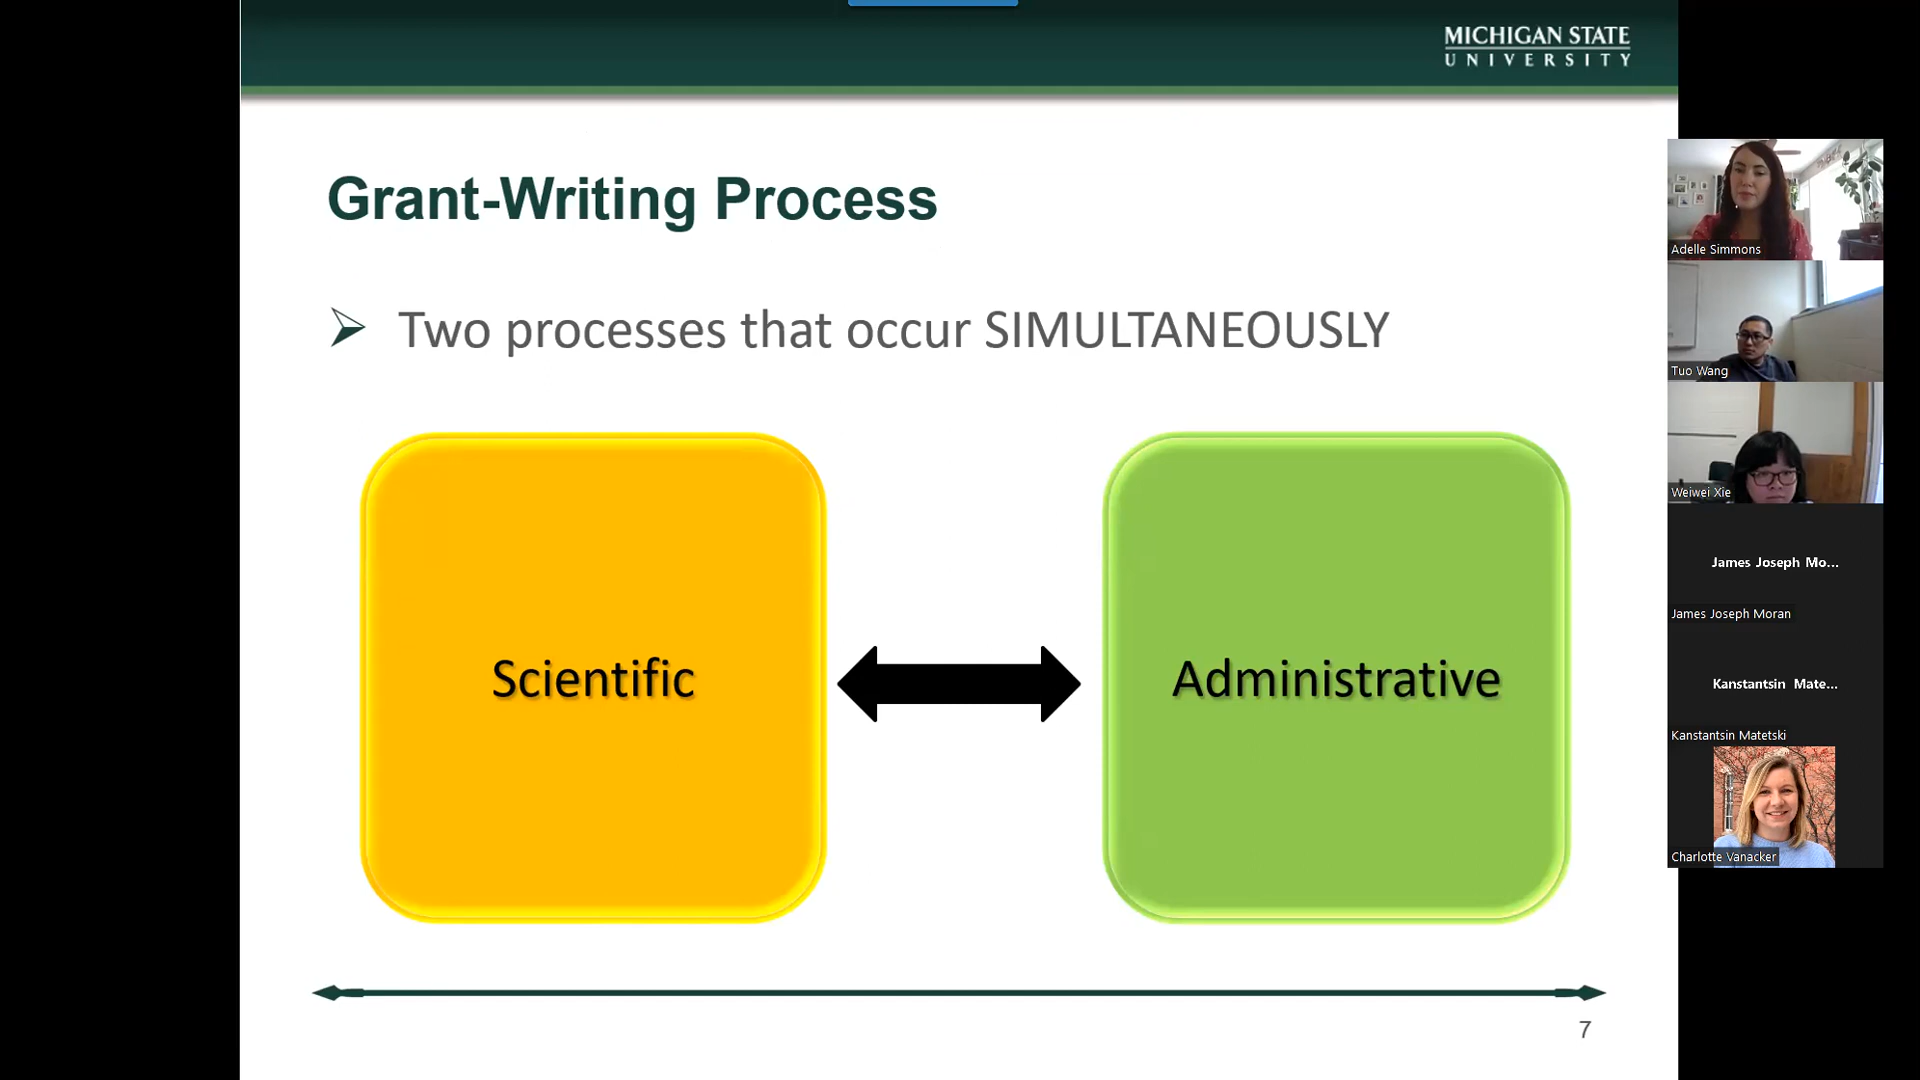 MICHIGAN STATE
UNIVERSITY
Grant-Writing Process
Two processes that occur SIMULTANEOUSLY
Scientific
Administrative
7
Adelle Simmons
Tuo Wang
Weiwei Xie
James Joseph Mo...
James Joseph Moran
Kanstantsin Mate...
Kanstantsin Matetski
Charlotte Vanacker